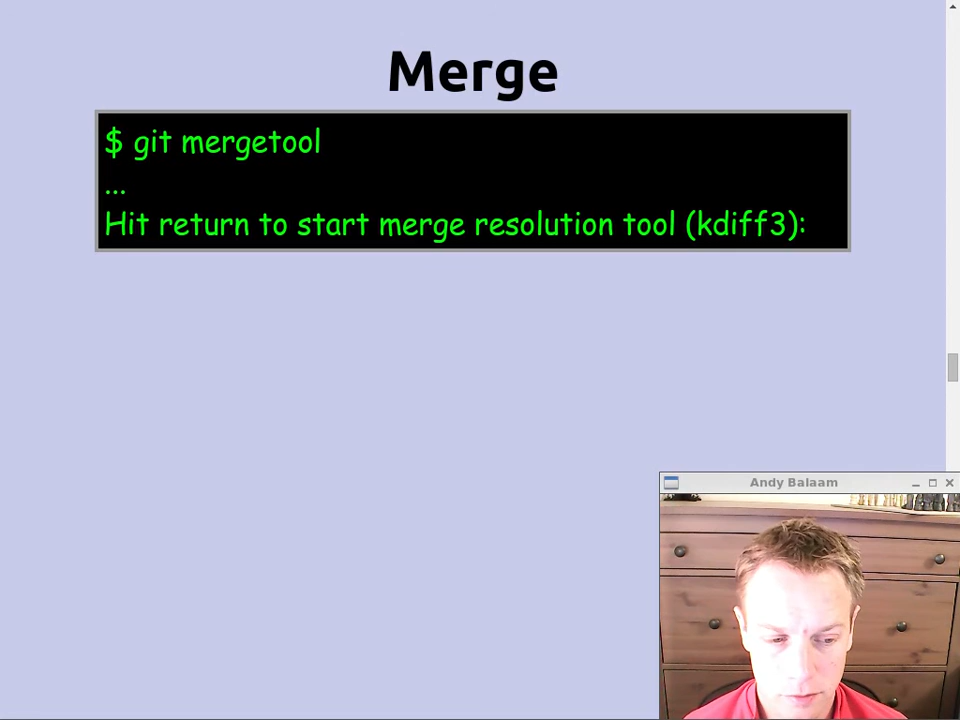 Merge
$ git mergetool
...
Hit return to start merge resolution tool (kdiff3):
Andy Balaam